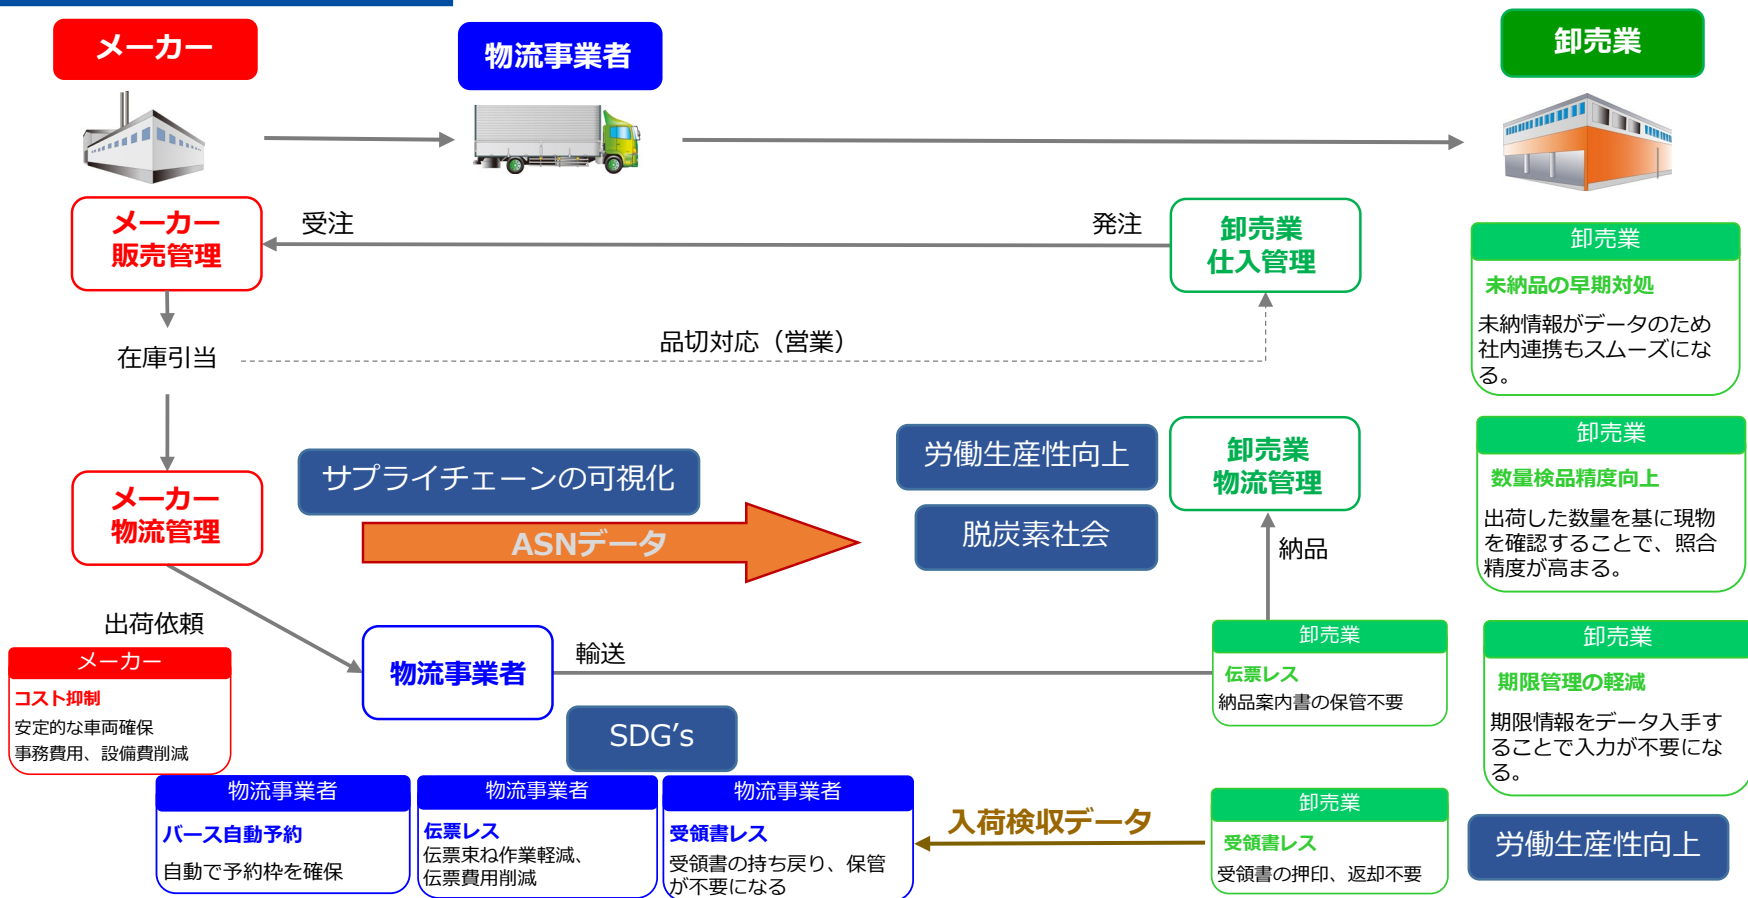 メーカー
物流事業者
卸売業
メーカー
販売管理
受注
発注
卸売業
仕入管理
卸売業
未納品の早期対処
未納情報がデータのため
社内連携もスムーズにな
る。
在庫引当
品切対応（営業）
メーカー
物流管理
サプライチェーンの可視化
ASNデータ
労働生産性向上
脱炭素社会
卸売業
物流管理
納品
卸売業
数量検品精度向上
出荷した数量を基に現物
を確認することで、照合
精度が高まる。
出荷依頼
メーカー
コスト抑制
安定的な車両確保
事務費用、設備費削減
物流事業者
輸送
SDG's
卸売業
伝票レス
納品案内書の保管不要
卸売業
期限管理の軽減
期限情報をデータ入手す
ることで入力が不要にな
る。
物流事業者
バース自動予約
自動で予約枠を確保
物流事業者
伝票レス
伝票束ね作業軽減、
伝票費用削減
物流事業者
受領書レス
受領書の持ち戻り、保管
が不要になる
入荷検収データ
卸売業
受領書レス
受領書の押印、返却不要
労働生産性向上